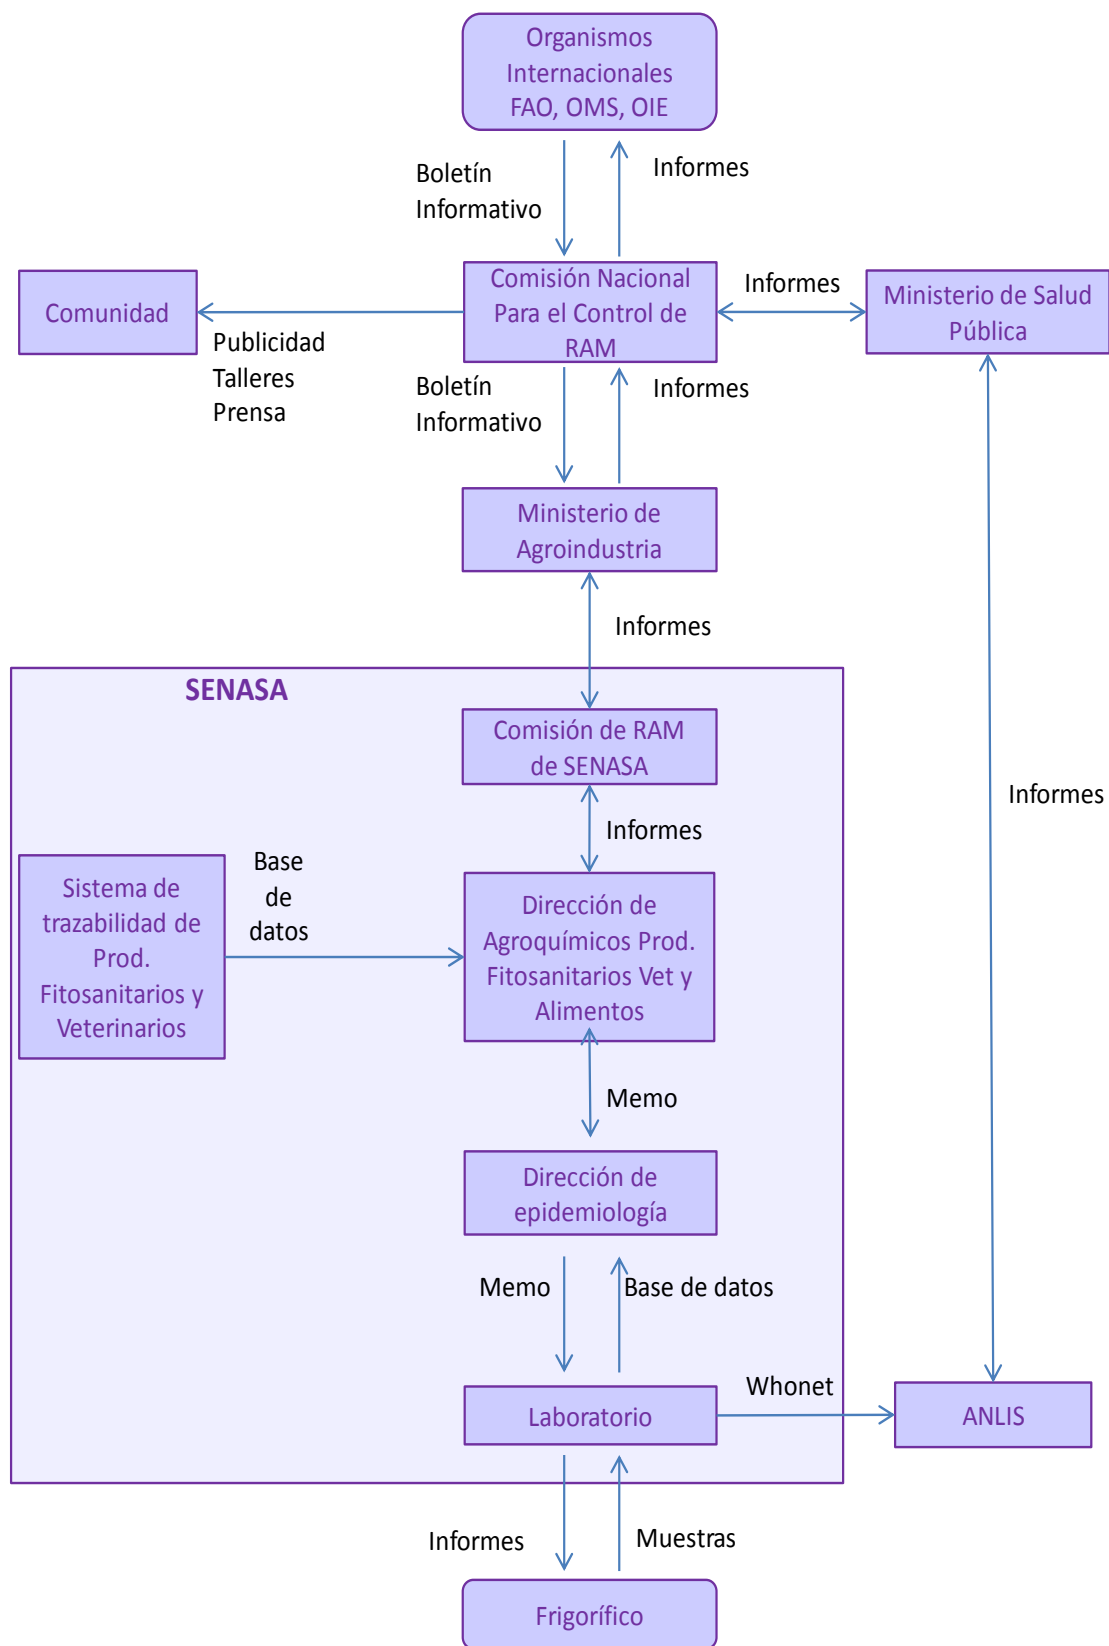 Organismos
Internacionales
FAO, OMS, OIE
Boletín
Informativo
Informes
Comunidad
Comisión Nacional
Para el Control de
RAM
Informes
Ministerio de Salud
Pública
Publicidad
Talleres
Prensa
Boletín
Informativo
Informes
Ministerio de
Agroindustria
Informes
SENASA
Comisión de RAM
de SENASA
Informes
Informes
Sistema de
trazabilidad de
Prod.
Fitosanitarios y
Veterinarios
Base
de
datos
Dirección de
Agroquímicos Prod.
Fitosanitarios Vet y
Alimentos
Memo
Dirección de
epidemiología
Memo
Base de datos
Laboratorio
Whonet
ANLIS
Informes
Muestras
Frigorífico